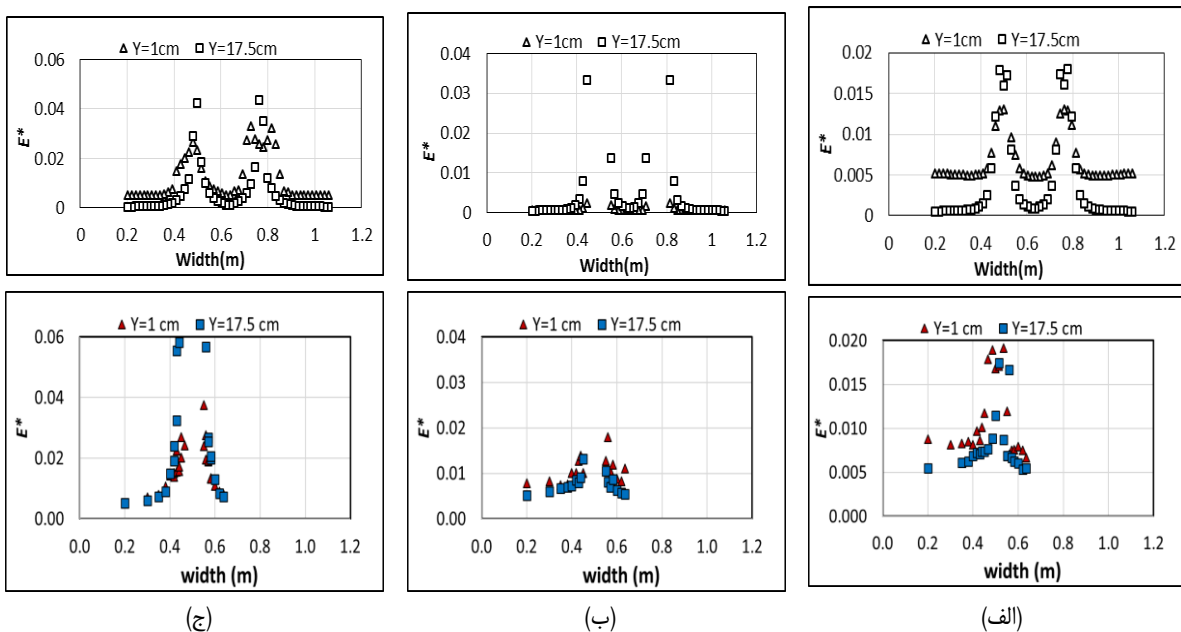 Y=1cm Y=17.5cm
E*
0.06
0.04
0.02
0
0 0.2 0.4 0.6 0.8 1 1.2
Width(m)
Y=1cm Y=17.5cm
E*
0.04
0.03
0.02
0.01
0
0 0.2 0.4 0.6 0.8 1 1.2
Width(m)
Y=1cm Y=17.5cm
E*
0.02
0.015
0.01
0.005
0
0 0.2 0.4 0.6 0.8 1 1.2
Width(m)
Y=1 cm Y=17.5 cm
E*
0.06
0.04
0.02
0.00
0.0 0.2 0.4 0.6 0.8 1.0 1.2
width (m)
Y=1 cm Y=17.5 cm
E*
0.04
0.03
0.02
0.01
0.00
0.0 0.2 0.4 0.6 0.8 1.0 1.2
width (m)
Y=1 cm Y=17.5 cm
E*
0.020
0.015
0.010
0.005
0.000
0.0 0.2 0.4 0.6 0.8 1.0 1.2
width (m)
(ج)
(ب)
(الف)